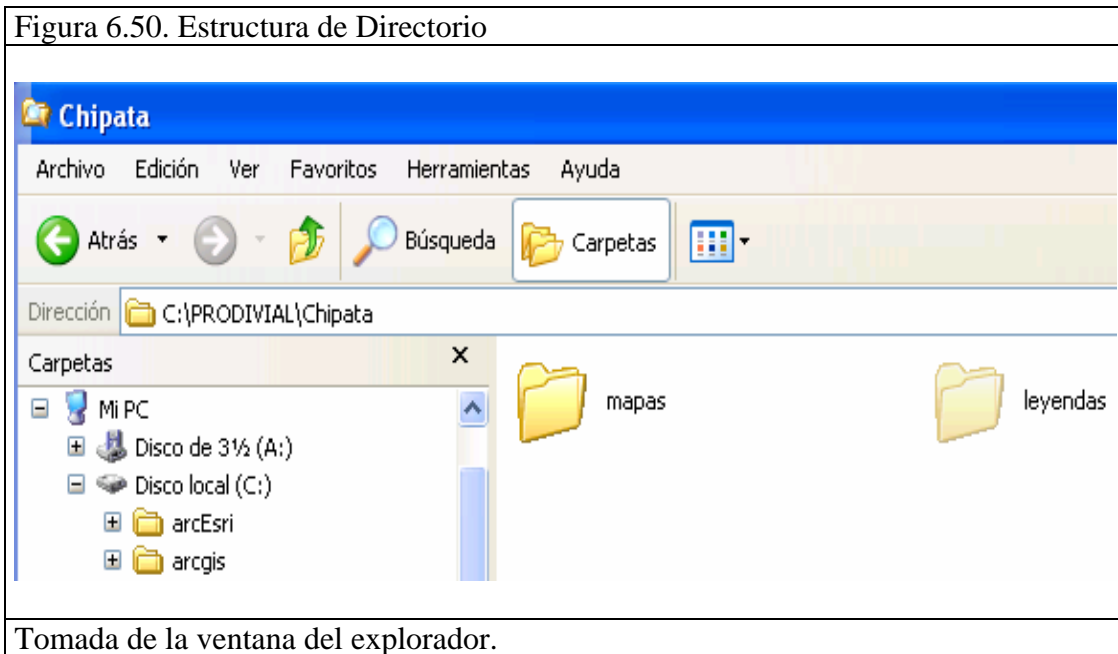 Figura 6.50. Estructura de Directorio
Chipata
Archivo Edición Ver Favoritos Herramientas Ayuda
Atrás Búsqueda Carpetas
Dirección C:\PRODIVIAL\Chipata
Carpetas x
Mi PC
Disco de 3½ (A:)
Disco local (C:)
arcEsri
arcgis
mapas
leyendas
Tomada de la ventana del explorador.